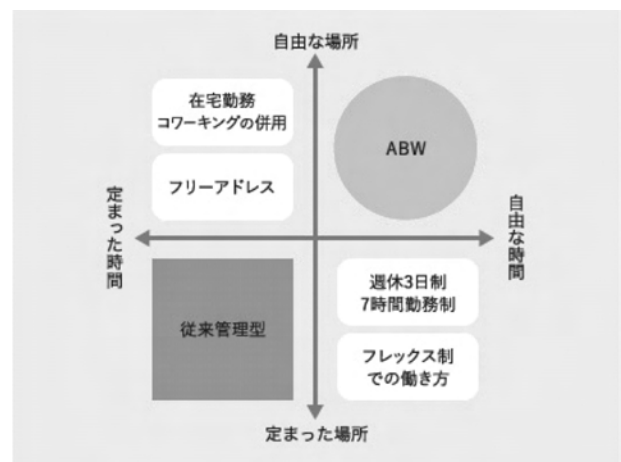 自由な場所
在宅勤務
コワーキングの併用
ABW
フリーアドレス
定まった時間
自由な時間
週休3日制
7時間勤務制
従来管理型
フレックス制
での働き方
定まった場所